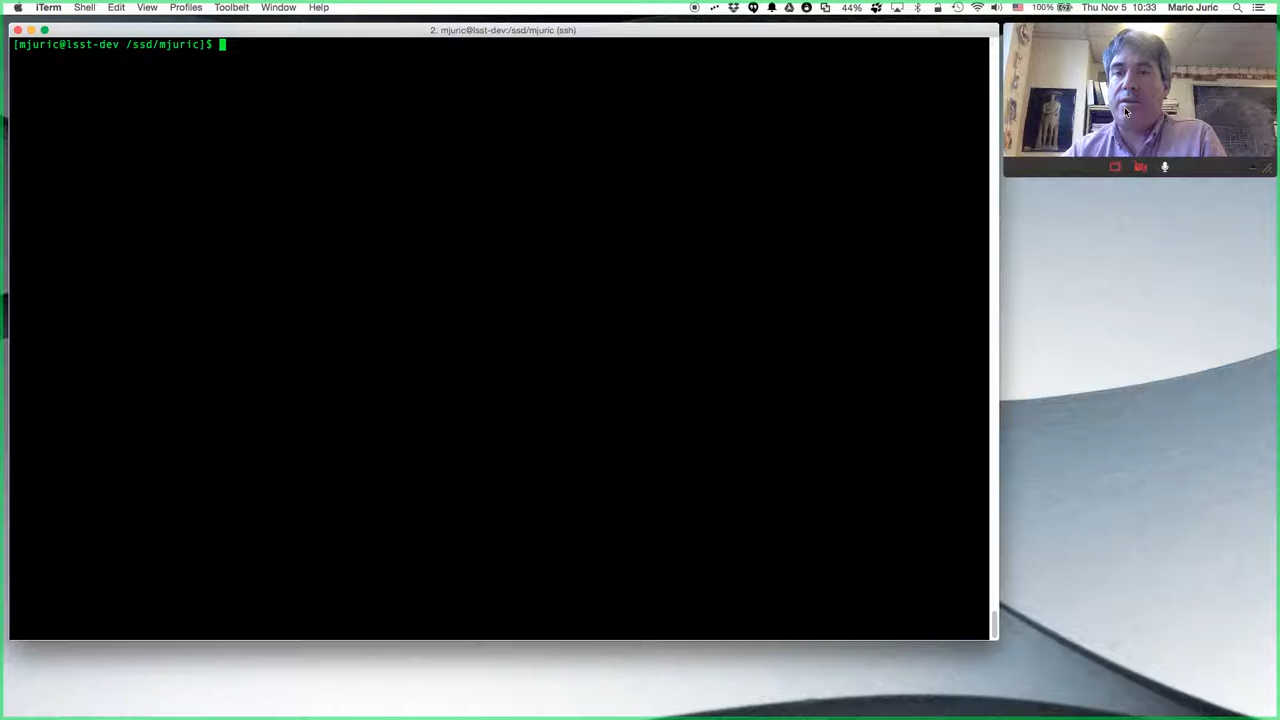 iTerm Shell Edit View Profiles Toolbelt Window Help 44% 100% Thu Nov 5 10:33 Mario Juric
2. mjuric@lsst-dev:/ssd/mjuric (ssh)
[mjuric@lsst-dev /ssd/mjuric]$